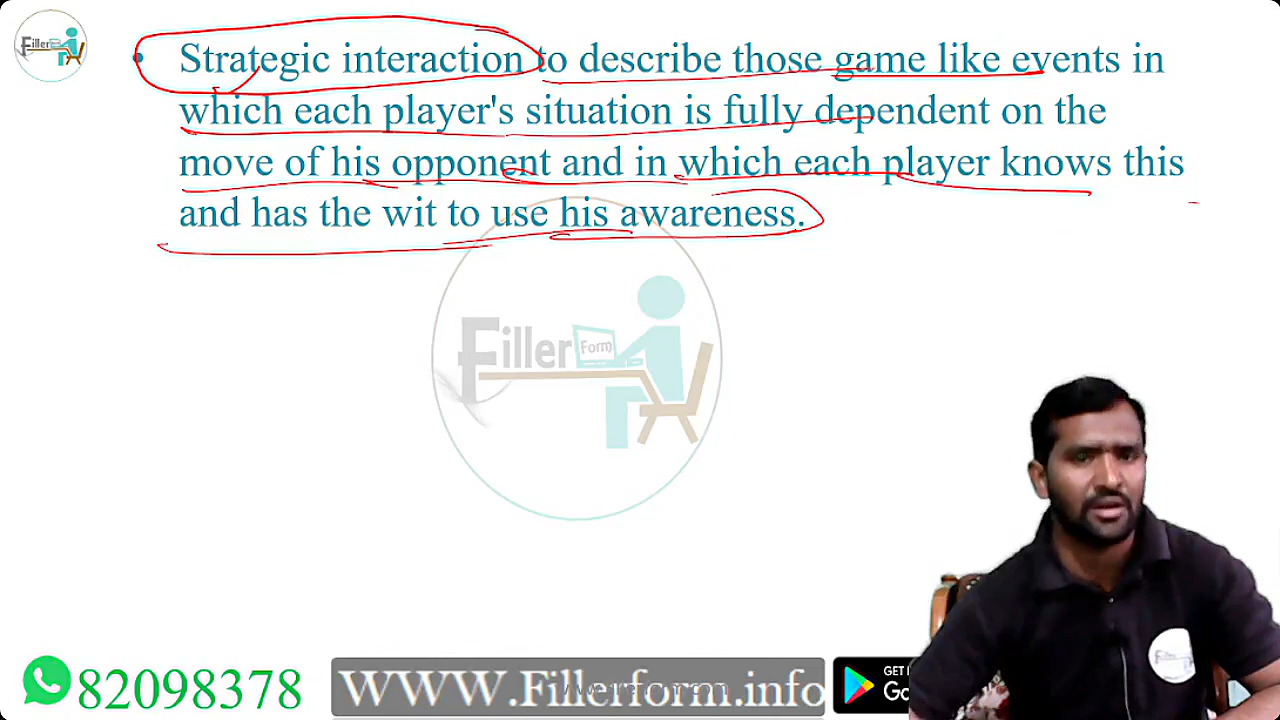 Filler
• Strategic interaction to describe those game like events in
which each player's situation is fully dependent on the
move of his opponent and in which each player knows this
and has the wit to use his awareness.
Filler Form
82098378
WWW.Fillerform.info
GET I
Go